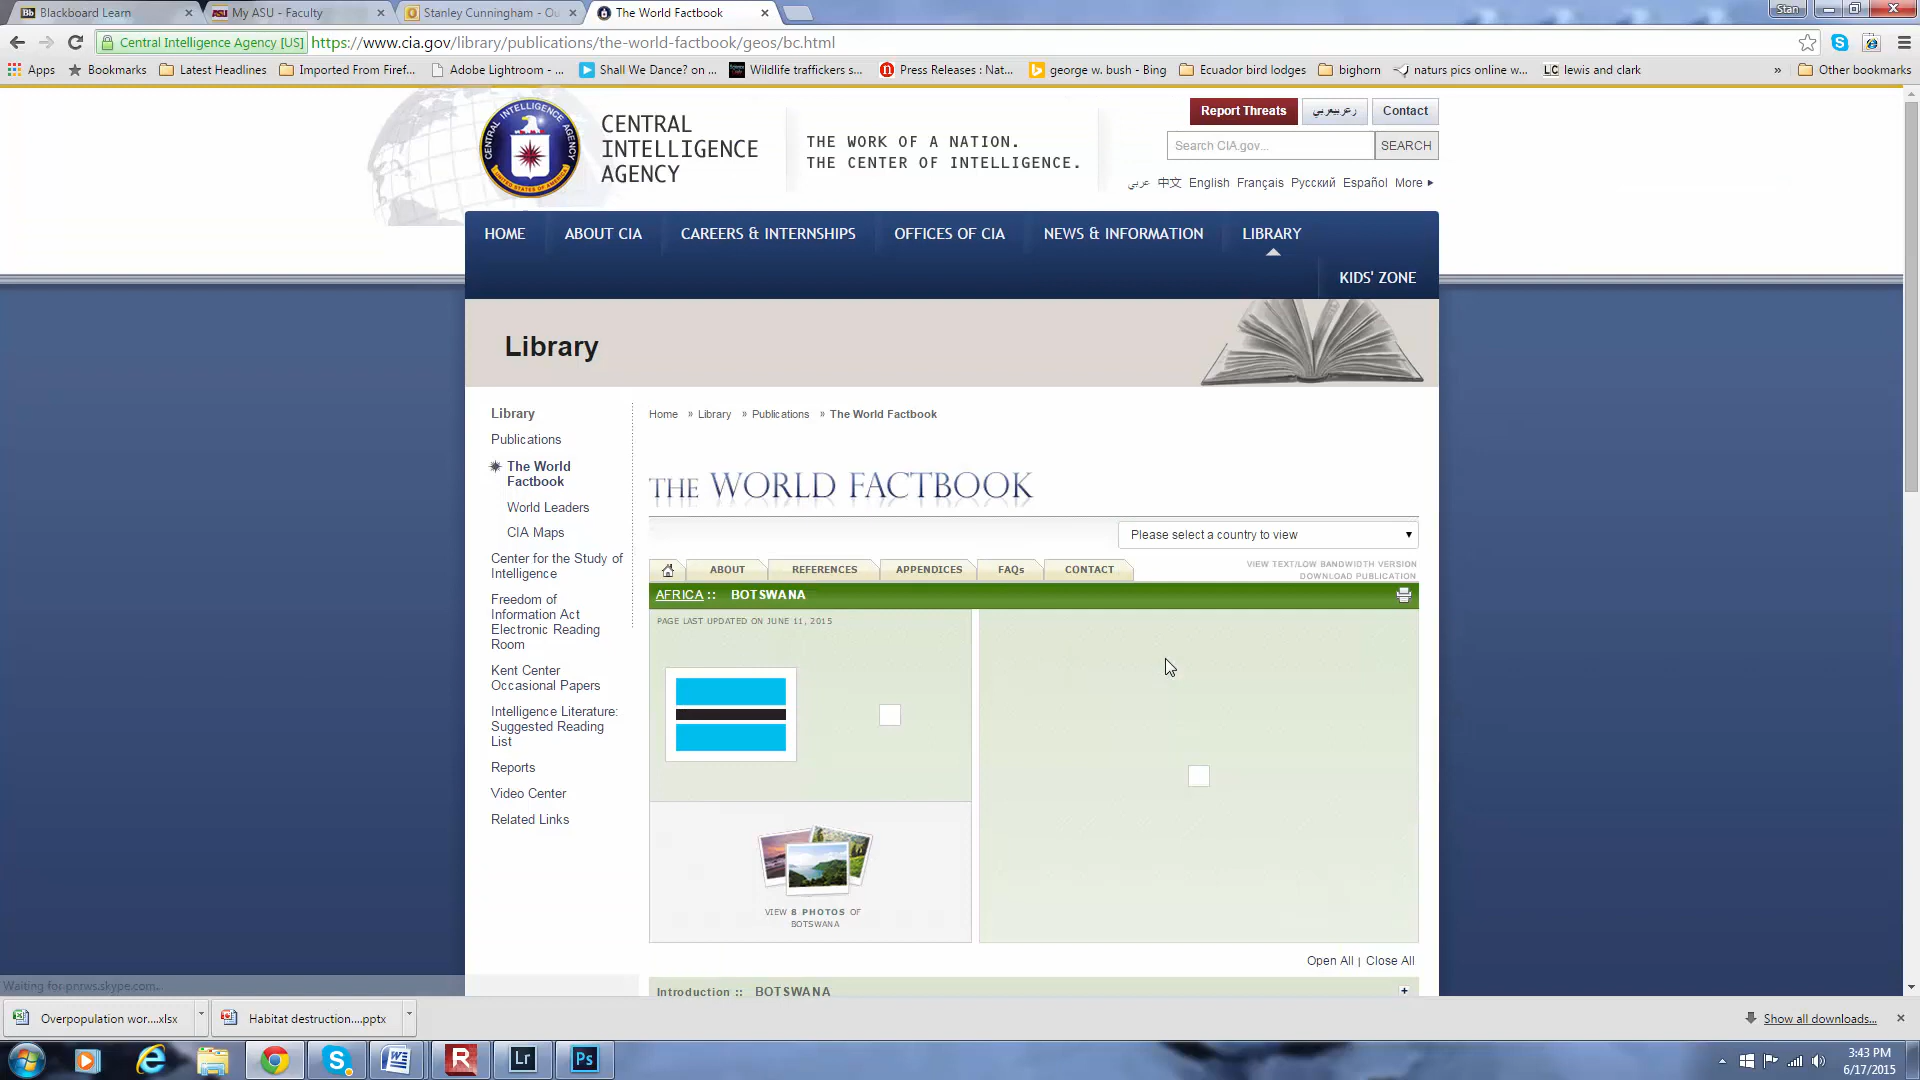 Blackboard Learn
My ASU - Faculty
Stanley Cunningham - Ou
The World Factbook
Stan
Central Intelligence Agency [US]
https://www.cia.gov/library/publications/the-world-factbook/geos/bc.html
Apps
Bookmarks
Latest Headlines
Imported From Firef...
Adobe Lightroom - ...
Shall We Dance? on ...
Wildlife traffickers s...
Press Releases : Nat...
george w. bush - Bing
Ecuador bird lodges
bighorn
naturs pics online w...
LC lewis and clark
»
Other bookmarks
CENTRAL
INTELLIGENCE
AGENCY
THE WORK OF A NATION.
THE CENTER OF INTELLIGENCE.
Report Threats
Contact
Search CIA.gov...
SEARCH
عربي 中文 English Français Русский Español More
HOME
ABOUT CIA
CAREERS & INTERNSHIPS
OFFICES OF CIA
NEWS & INFORMATION
LIBRARY
KIDS' ZONE
Library
Library
Publications
The World
Factbook
World Leaders
CIA Maps
Center for the Study of
Intelligence
Freedom of
Information Act
Electronic Reading
Room
Kent Center
Occasional Papers
Intelligence Literature:
Suggested Reading
List
Reports
Video Center
Related Links
Home » Library » Publications » The World Factbook
THE WORLD FACTBOOK
Please select a country to view
ABOUT
REFERENCES
APPENDICES
FAQs
CONTACT
VIEW TEXT/LOW BANDWIDTH VERSION
DOWNLOAD PUBLICATION
AFRICA :: BOTSWANA
PAGE LAST UPDATED ON JUNE 11, 2015
VIEW 8 PHOTOS OF
BOTSWANA
Open All | Close All
Introduction :: BOTSWANA
+
Waiting for pnrws.skype.com...
Overpopulation wor....xlsx
Habitat destruction....pptx
Show all downloads...
Lr
Ps
3:43 PM
6/17/2015